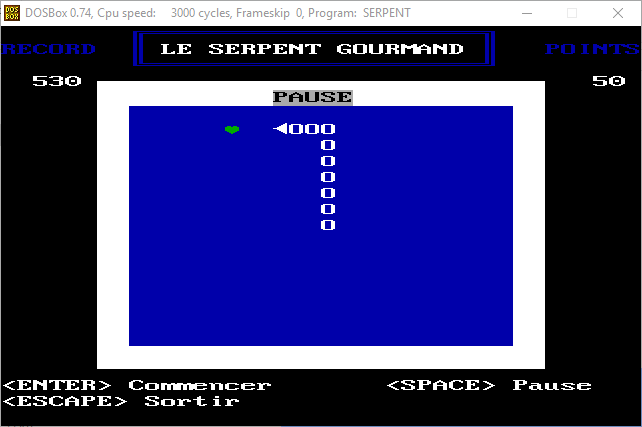 DOSBox 0.74, Cpu speed: 3000 cycles, Frameskip 0, Program: SERPENT
RECORD LE SERPENT GOURMAND POINTS
530 50
PAUSE
<ENTER> Commencer <SPACE> Pause
<ESCAPE> Sortir